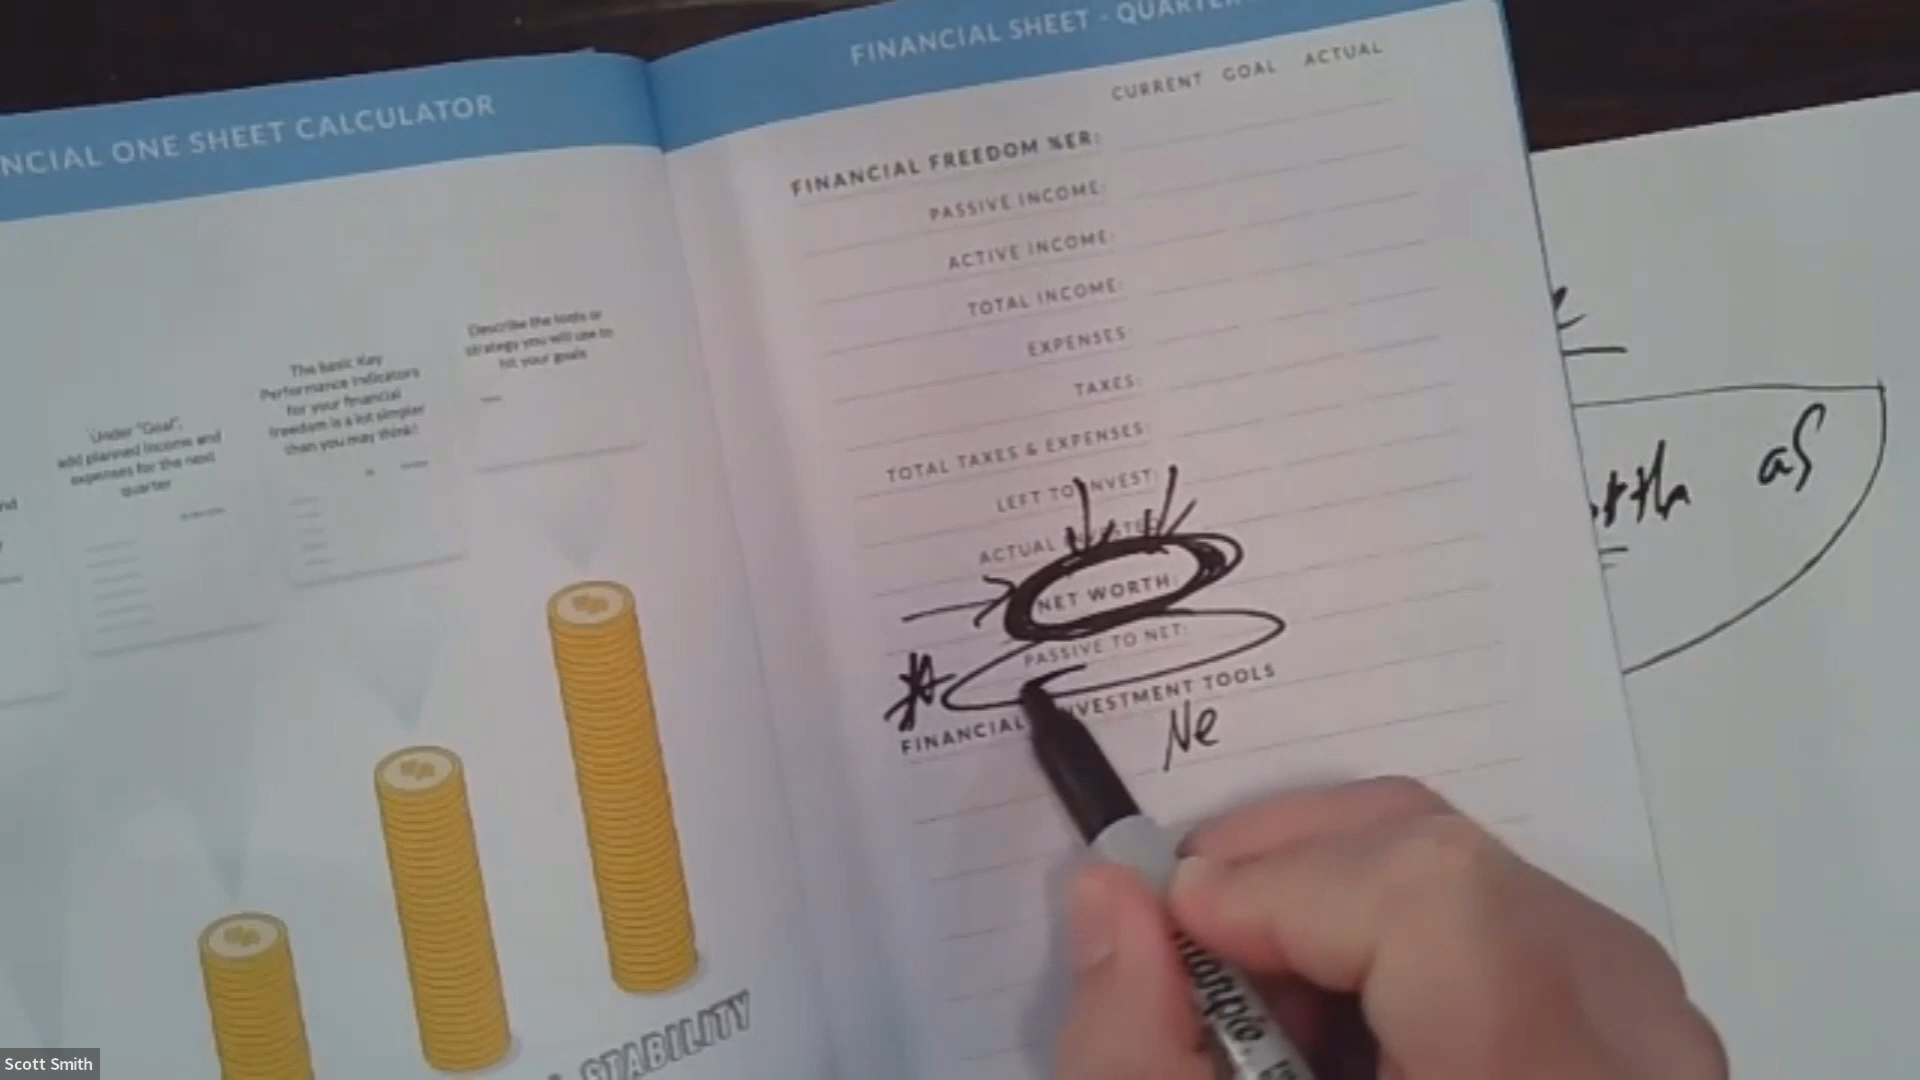 NCIAL ONE SHEET CALCULATOR
Under "Goal",
add planned income and
expenses for the next
quarter
The basic Key
Performance Indicators
for your financial
freedom is a lot simpler
than you may think!
Describe the tools or
strategy you will use to
hit your goals
STABILITY
FINANCIAL SHEET - QUARTER
CURRENT GOAL ACTUAL
FINANCIAL FREEDOM %ER:
PASSIVE INCOME:
ACTIVE INCOME:
TOTAL INCOME:
EXPENSES:
TAXES:
TOTAL TAXES & EXPENSES:
LEFT TO INVEST:
ACTUAL
NET WORTH:
PASSIVE TO NET:
FINANCIAL INVESTMENT TOOLS
Ne
rth as
Sharpie.
Scott Smith